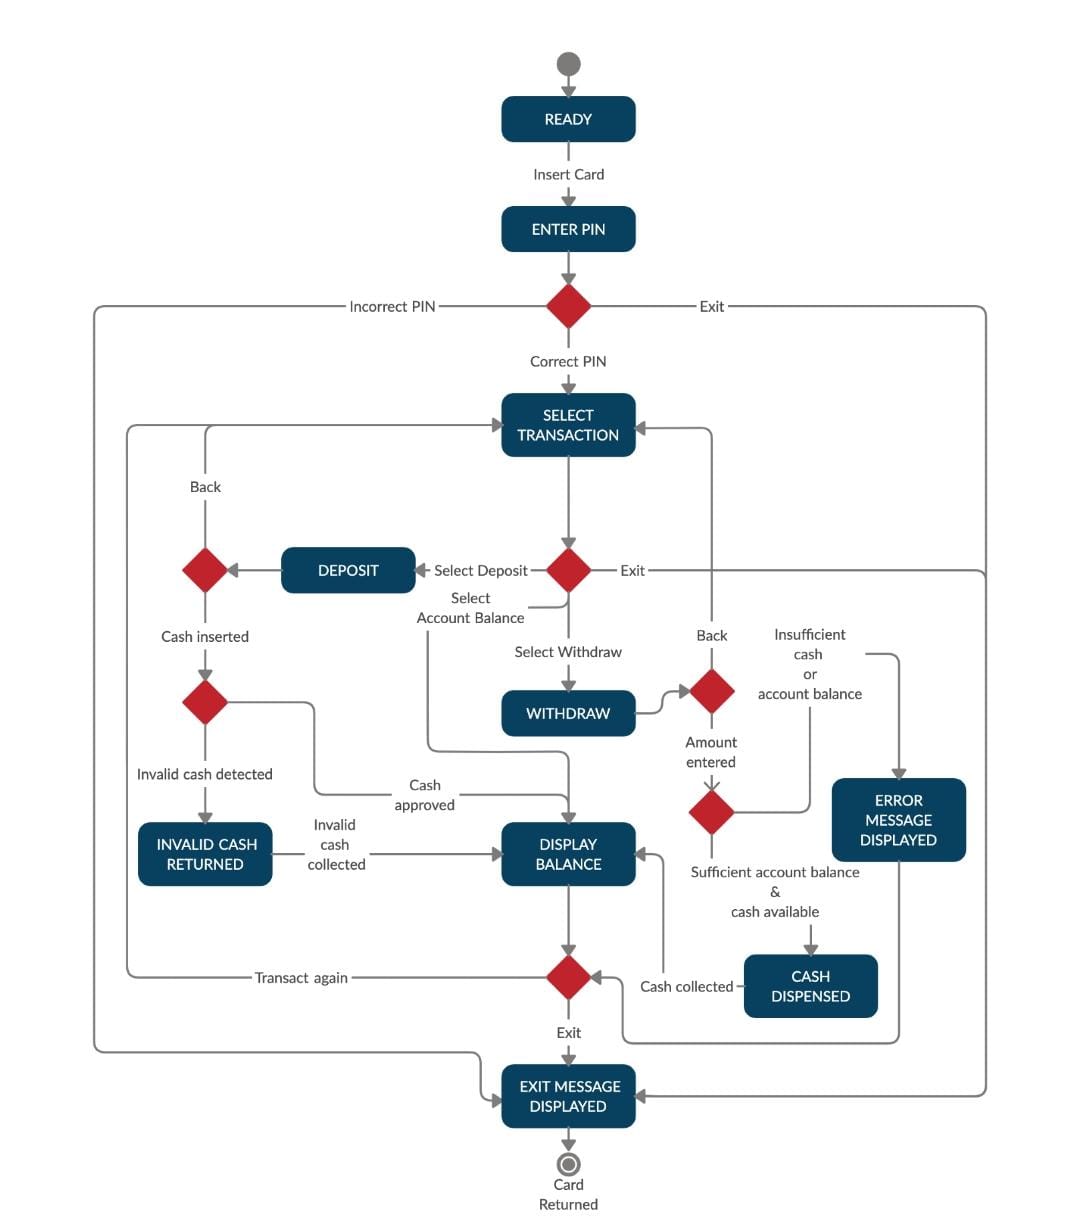 READY
Insert Card
ENTER PIN
Incorrect PIN
Exit
Correct PIN
SELECT
TRANSACTION
Back
DEPOSIT
Select Deposit
Exit
Select
Account Balance
Cash inserted
Select Withdraw
Back
Insufficient
cash
or
account balance
WITHDRAW
Amount
entered
Invalid cash detected
Cash
approved
ERROR
MESSAGE
DISPLAYED
INVALID CASH
RETURNED
Invalid
cash
collected
DISPLAY
BALANCE
Sufficient account balance
&
cash available
Transact again
Cash collected
CASH
DISPENSED
Exit
EXIT MESSAGE
DISPLAYED
Card
Returned